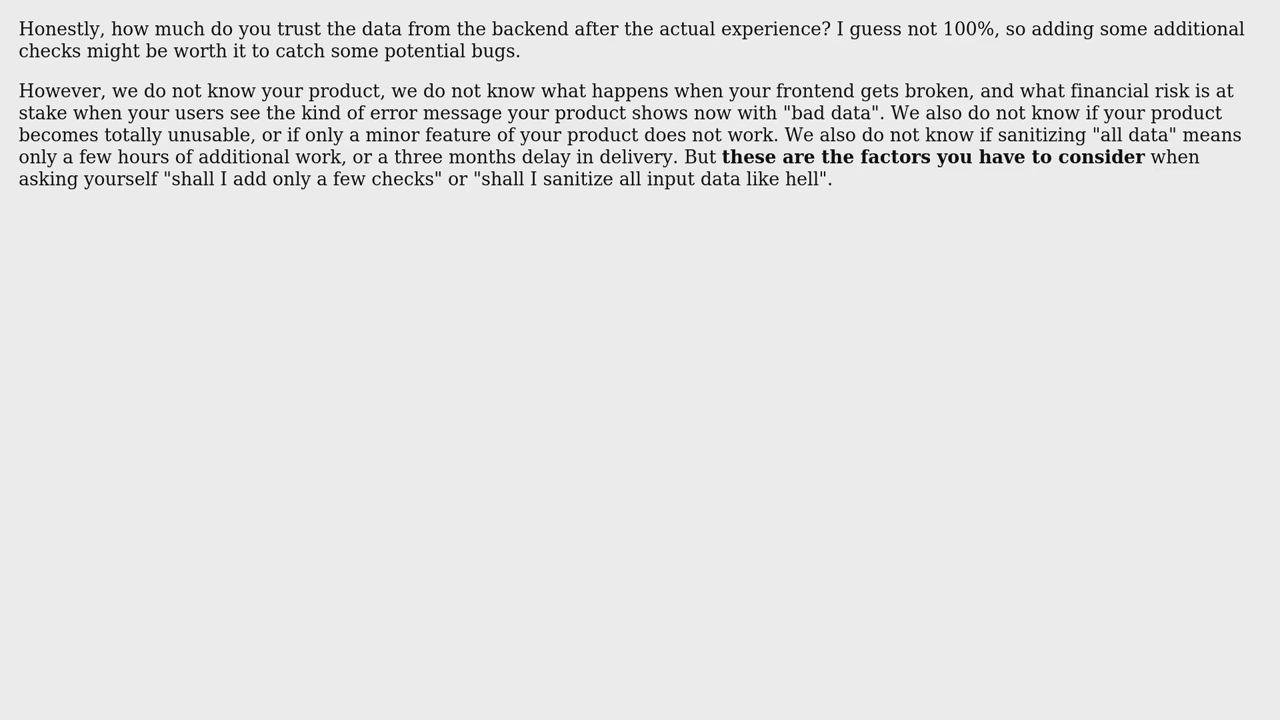 Honestly, how much do you trust the data from the backend after the actual experience? I guess not 100%, so adding some additional
checks might be worth it to catch some potential bugs.
However, we do not know your product, we do not know what happens when your frontend gets broken, and what financial risk is at
stake when your users see the kind of error message your product shows now with "bad data". We also do not know if your product
becomes totally unusable, or if only a minor feature of your product does not work. We also do not know if sanitizing "all data" means
only a few hours of additional work, or a three months delay in delivery. But these are the factors you have to consider when
asking yourself "shall I add only a few checks" or "shall I sanitize all input data like hell".